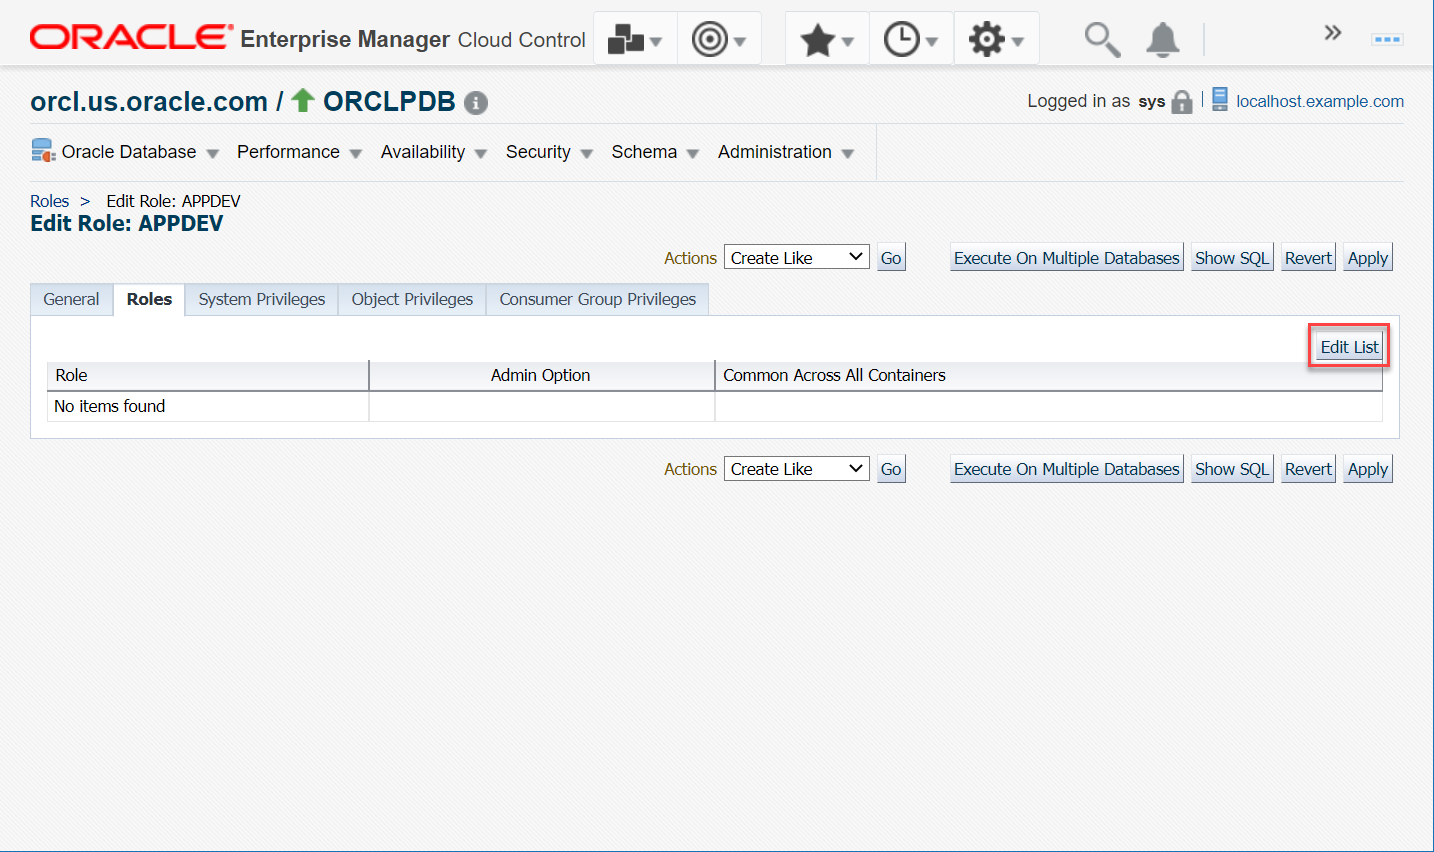 ORACLE Enterprise Manager Cloud Control
orcl.us.oracle.com / ORCLPDB
Logged in as sys localhost.example.com
Oracle Database Performance Availability Security Schema Administration
Roles > Edit Role: APPDEV
Edit Role: APPDEV
Actions Create Like Go Execute On Multiple Databases Show SQL Revert Apply
General Roles System Privileges Object Privileges Consumer Group Privileges
Edit List
Role Admin Option Common Across All Containers
No items found
Actions Create Like Go Execute On Multiple Databases Show SQL Revert Apply